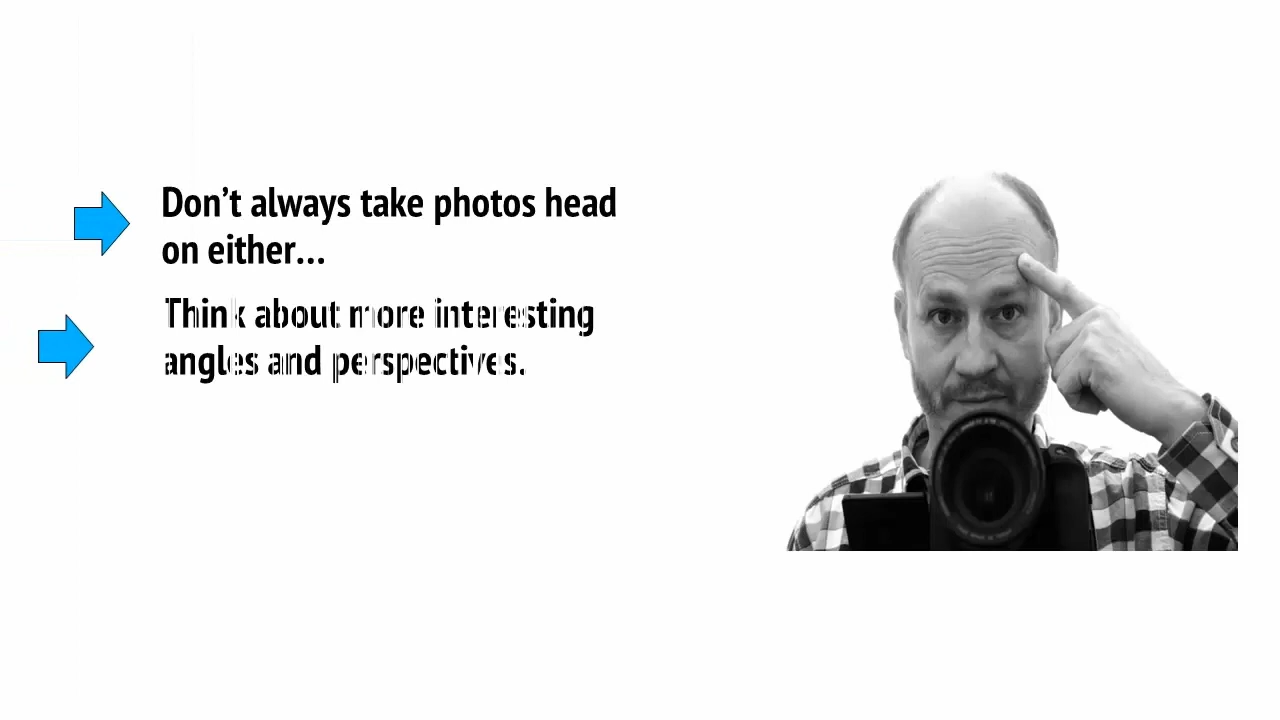 Don’t always take photos head
on either...
Think about more interesting
angles and perspectives.